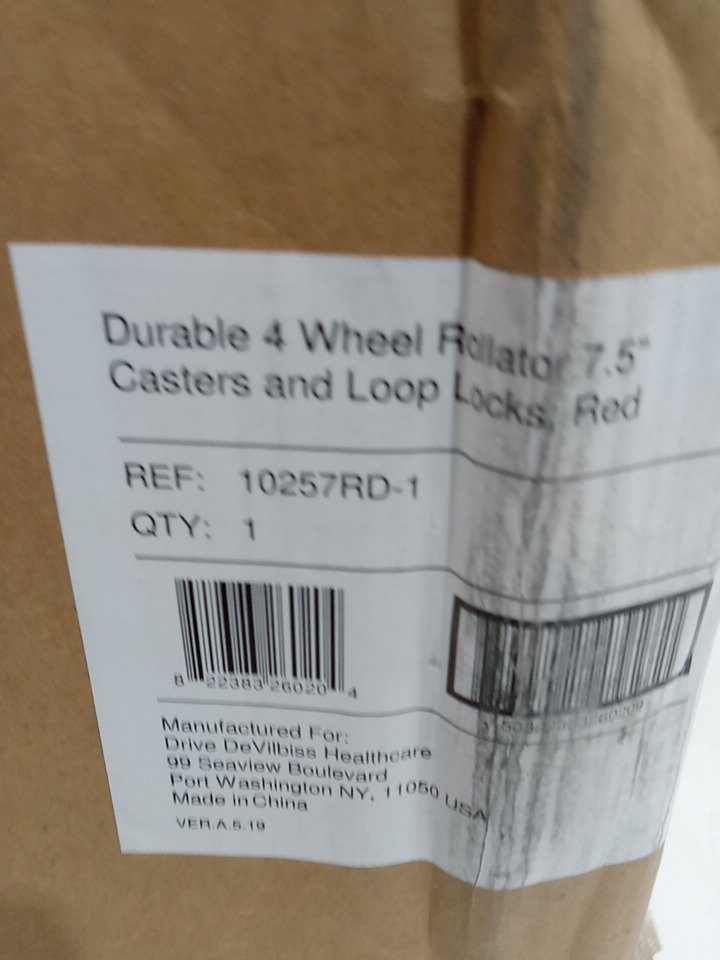 Durable 4 Wheel Rollator 7.5"
Casters and Loop Locks, Red
REF: 10257RD-1
QTY: 1
8 22383 26020 4
Manufactured For:
Drive DeVilbiss Healthcare
99 Seaview Boulevard
Port Washington NY, 11050 USA
Made in China
VER.A.5.19